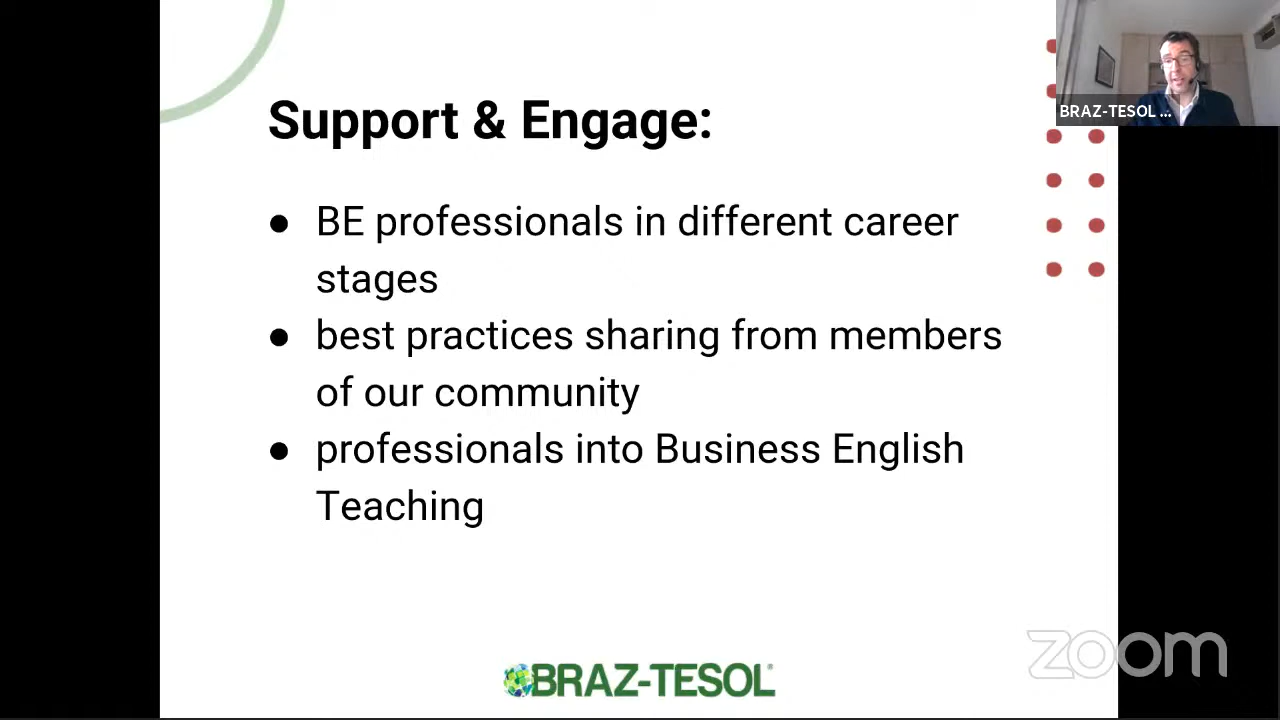 Support & Engage:
● BE professionals in different career
stages
● best practices sharing from members
of our community
● professionals into Business English
Teaching
BRAZ-TESOL ...
BRAZ-TESOL®
zoom